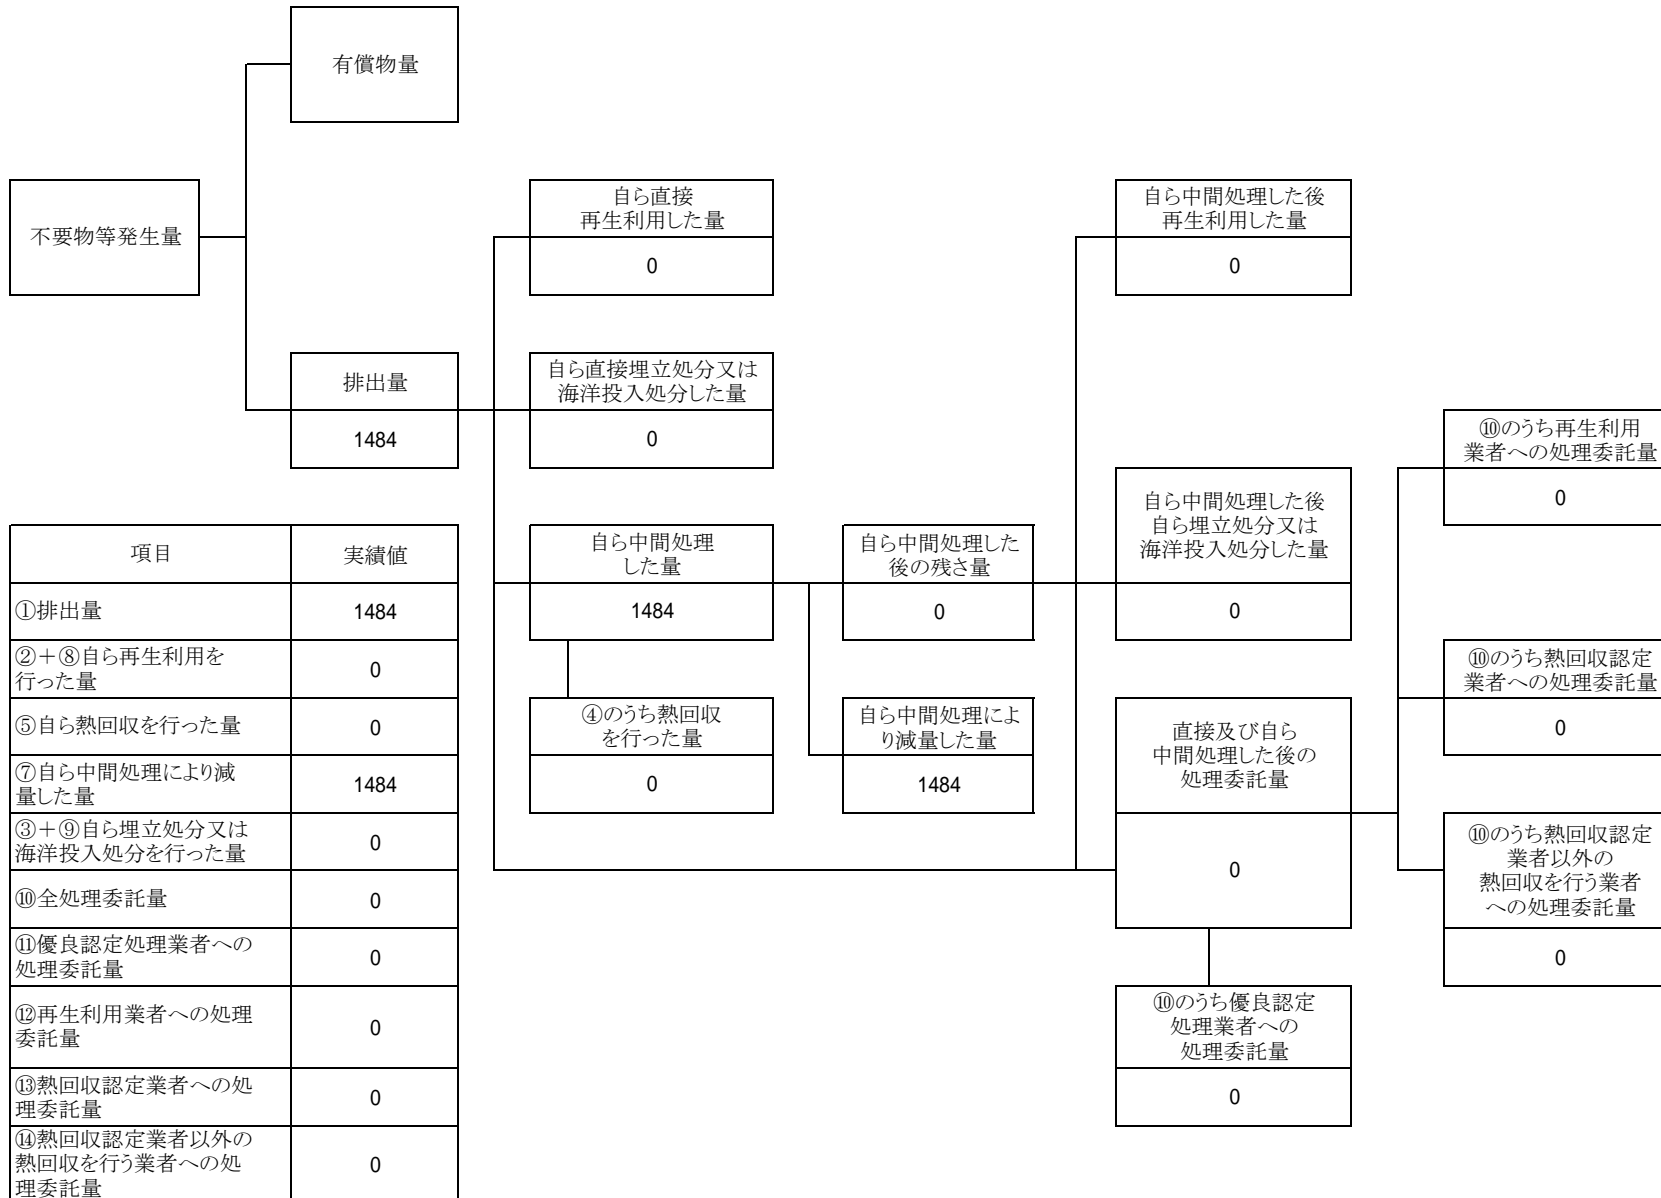 有償物量
不要物等発生量
自ら直接
再生利用した量
0
自ら中間処理した後
再生利用した量
0
排出量
1484
自ら直接埋立処分又は
海洋投入処分した量
0
⑩のうち再生利用
業者への処理委託量
0
自ら中間処理した後
自ら埋立処分又は
海洋投入処分した量
0
自ら中間処理
した量
1484
自ら中間処理した
後の残さ量
0
⑩のうち熱回収認定
業者への処理委託量
0
④のうち熱回収
を行った量
0
自ら中間処理によ
り減量した量
1484
直接及び自ら
中間処理した後の
処理委託量
0
⑩のうち熱回収認定
業者以外の
熱回収を行う業者
への処理委託量
0
⑩のうち優良認定
処理業者への
処理委託量
0
項目 実績値
①排出量 1484
②+⑧自ら再生利用を
行った量 0
⑤自ら熱回収を行った量 0
⑦自ら中間処理により減
量した量 1484
③+⑨自ら埋立処分又は
海洋投入処分を行った量 0
⑩全処理委託量 0
⑪優良認定処理業者への
処理委託量 0
⑫再生利用業者への処理
委託量 0
⑬熱回収認定業者への処
理委託量 0
⑭熱回収認定業者以外の
熱回収を行う業者への処
理委託量 0